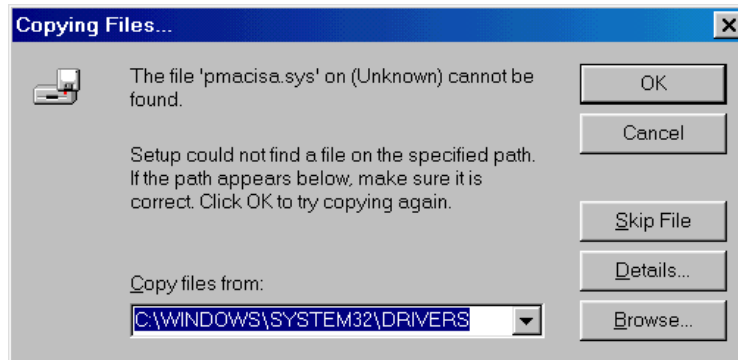 Copying Files...
The file 'pmacisa.sys' on (Unknown) cannot be
found.
Setup could not find a file on the specified path.
If the path appears below, make sure it is
correct. Click OK to try copying again.
Copy files from:
C:\WINDOWS\SYSTEM32\DRIVERS
OK
Cancel
Skip File
Details...
Browse...